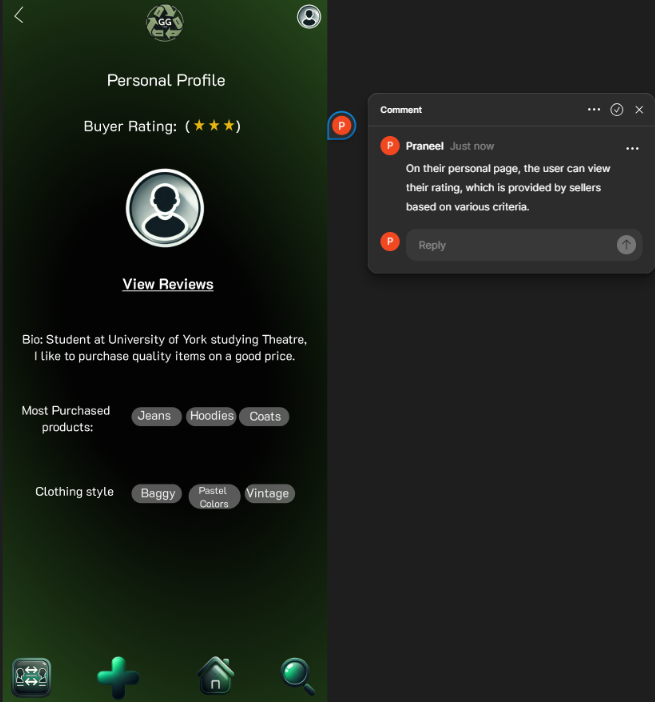 GG
Personal Profile
Buyer Rating: (★★★)
View Reviews
Bio: Student at University of York studying Theatre,
I like to purchase quality items on a good price.
Most Purchased
products:
Jeans
Hoodies
Coats
Clothing style
Baggy
Pastel
Colors
Vintage
P
Comment
P
Praneel Just now
On their personal page, the user can view
their rating, which is provided by sellers
based on various criteria.
P
Reply